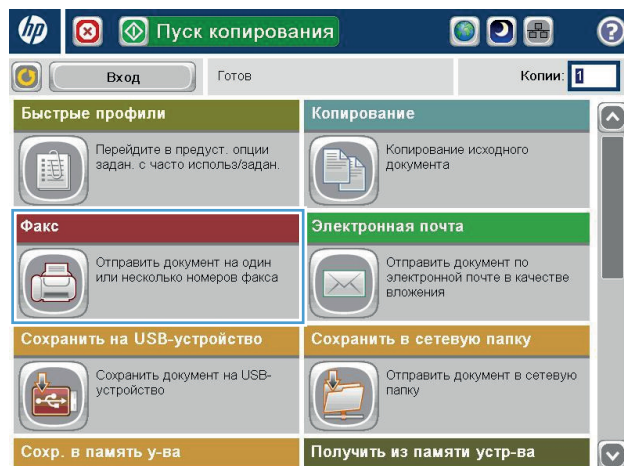 hp
Пуск копирования
?
Вход
Готов
Копии: 1
Быстрые профили
Копирование
Перейдите в предуст. опции
задан. с часто использ/задан.
Копирование исходного
документа
Факс
Электронная почта
Отправить документ на один
или несколько номеров факса
Отправить документ по
электронной почте в качестве
вложения
Сохранить на USB-устройство
Сохранить в сетевую папку
Сохранить документ на USB-
устройство
Отправить документ в сетевую
папку
Сохр. в память у-ва
Получить из памяти устр-ва